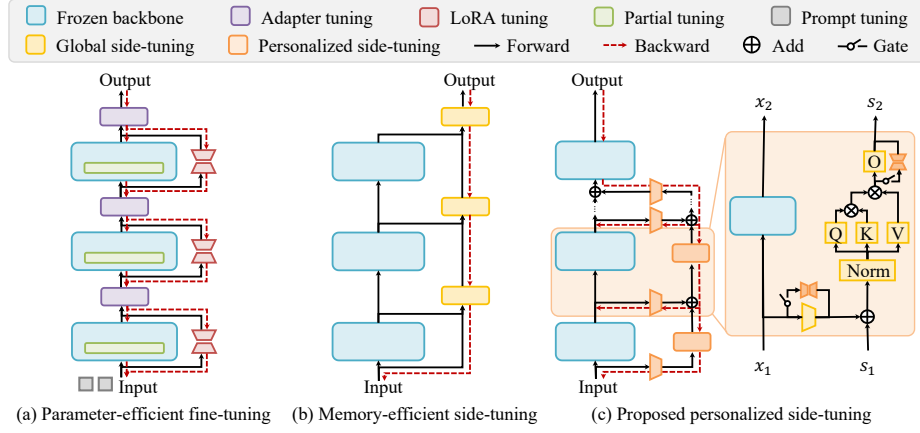 Frozen backbone Adapter tuning LoRA tuning Partial tuning Prompt tuning
Global side-tuning Personalized side-tuning Forward Backward Add Gate
Output
Input
(a) Parameter-efficient fine-tuning
Output
Input
(b) Memory-efficient side-tuning
Output
Input
x₂ s₂
O
Q K V
Norm
x₁ s₁
(c) Proposed personalized side-tuning